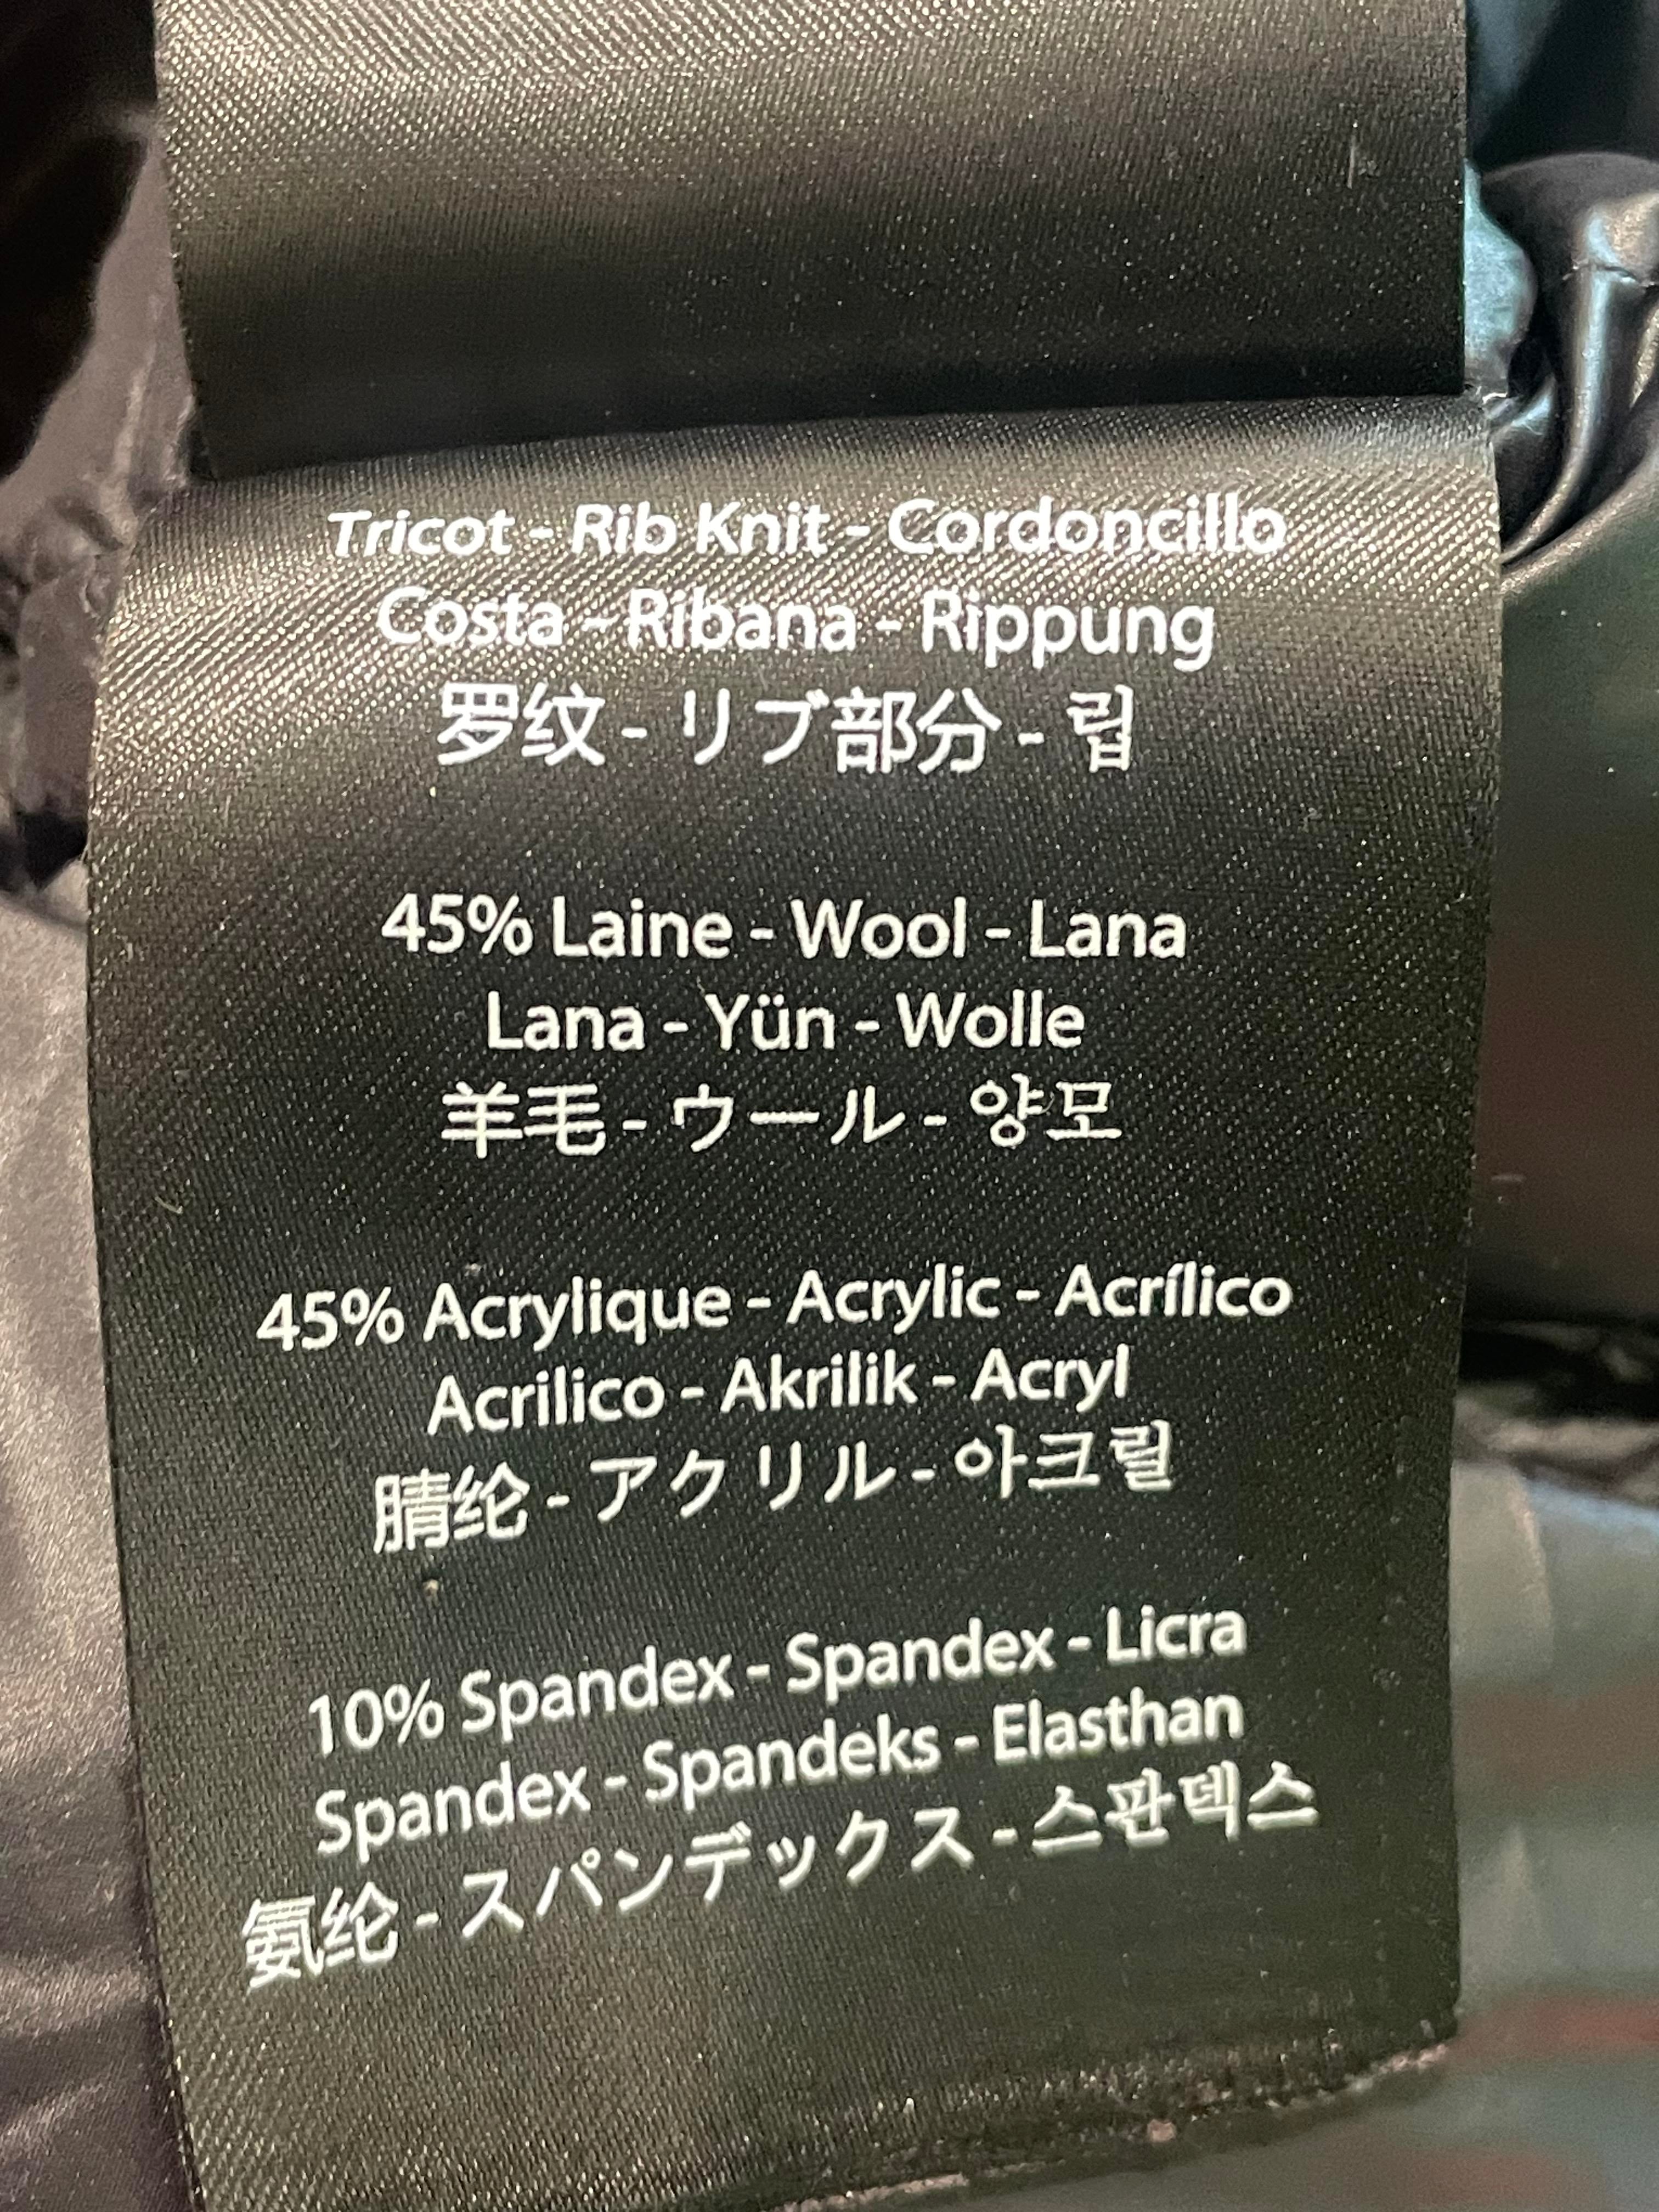 Tricot - Rib Knit - Cordoncillo
Costa - Ribana - Rippung
罗纹 - リブ部分 - 립
45% Laine - Wool - Lana
Lana - Yün - Wolle
羊毛 - ウール - 양모
45% Acrylique - Acrylic - Acrílico
Acrilico - Akrilik - Acryl
腈纶 - アクリル - 아크릴
10% Spandex - Spandex - Licra
Spandex - Spandeks - Elasthan
氨纶 - スパンデックス - 스판덱스